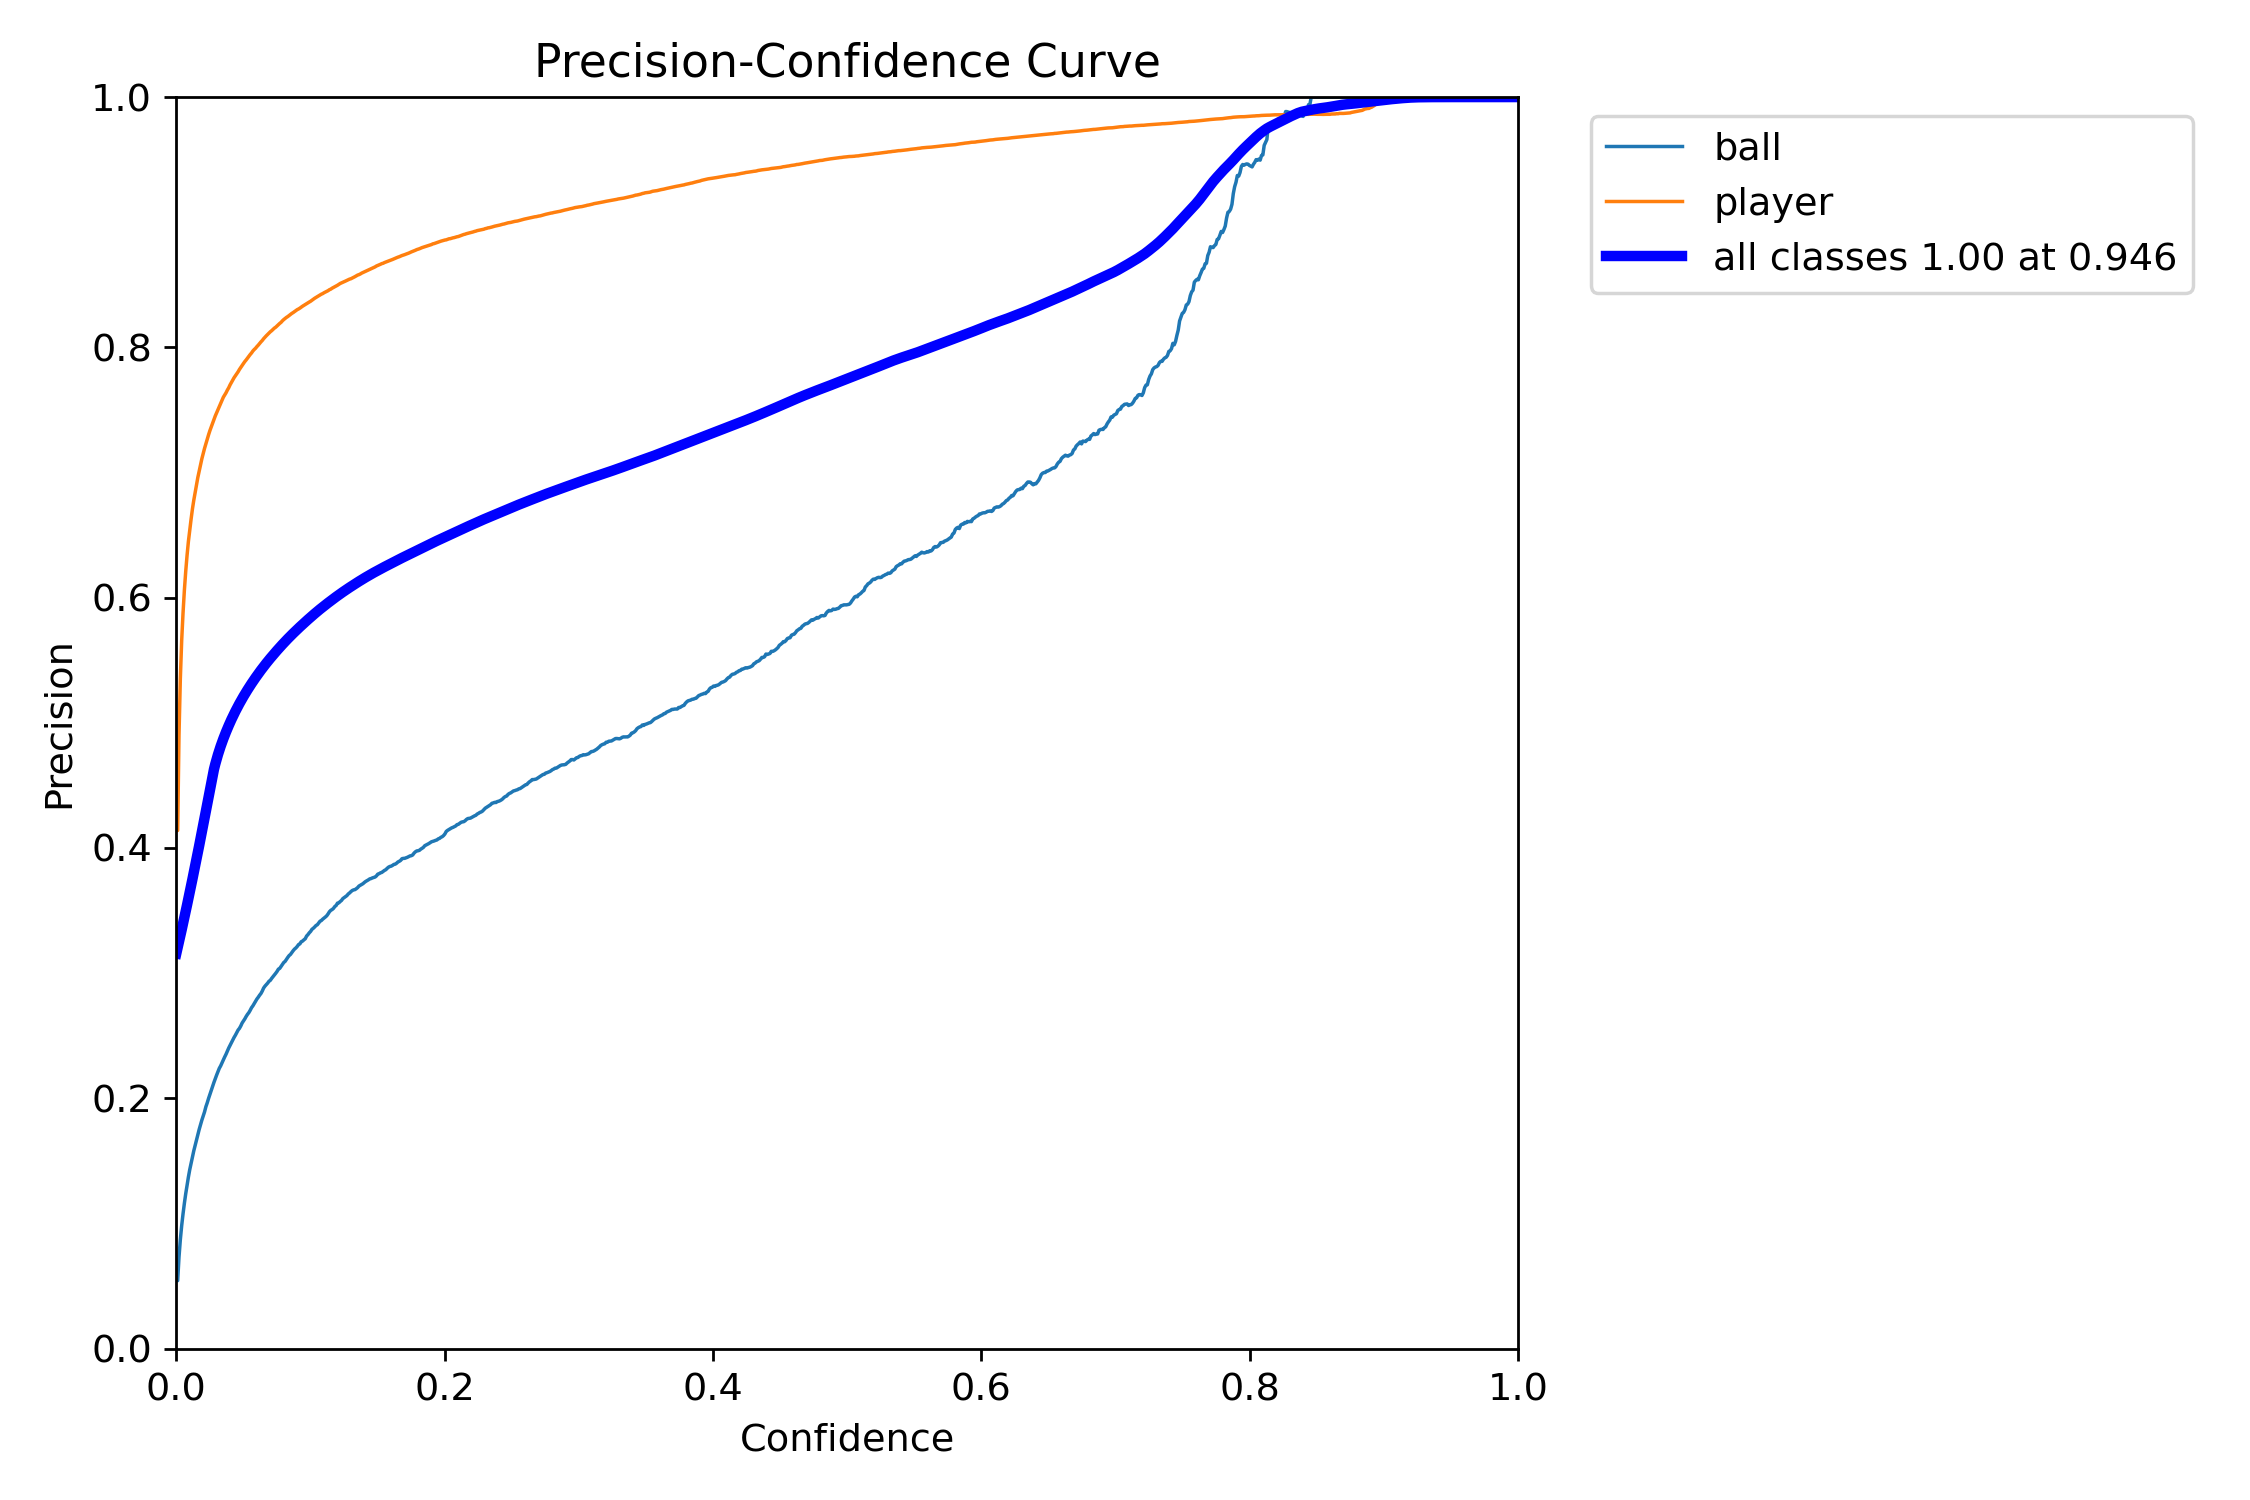 Precision-Confidence Curve
1.0
0.8
0.6
0.4
0.2
0.0
Precision
0.0 0.2 0.4 0.6 0.8 1.0
Confidence
ball
player
all classes 1.00 at 0.946